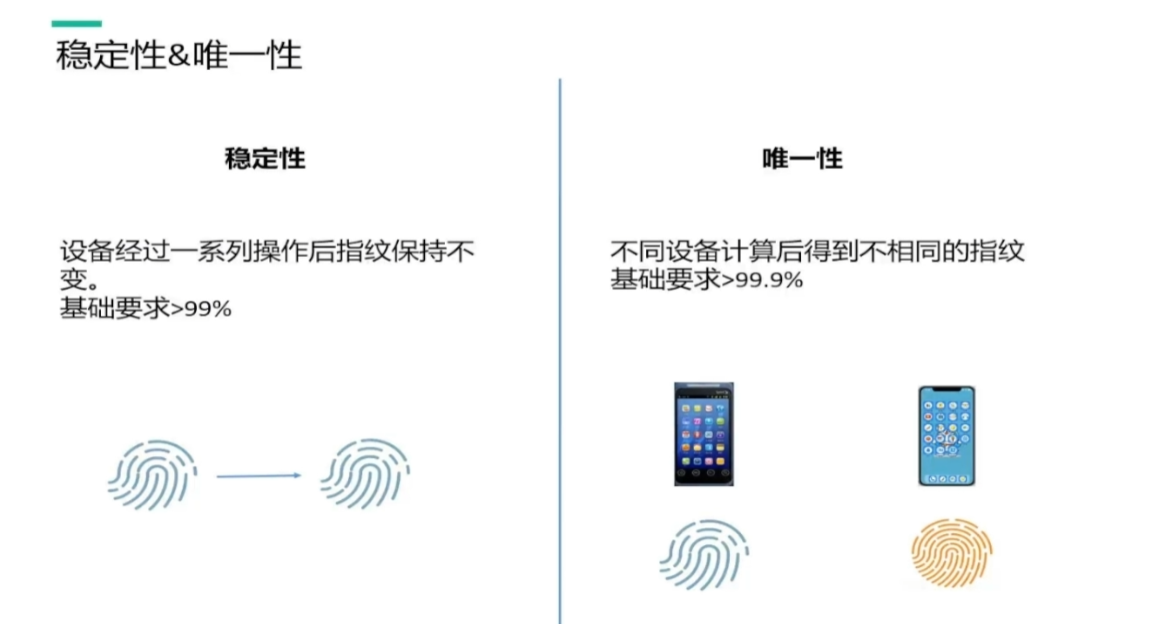 稳定性&唯一性
稳定性
设备经过一系列操作后指纹保持不
变。
基础要求>99%
唯一性
不同设备计算后得到不相同的指纹
基础要求>99.9%